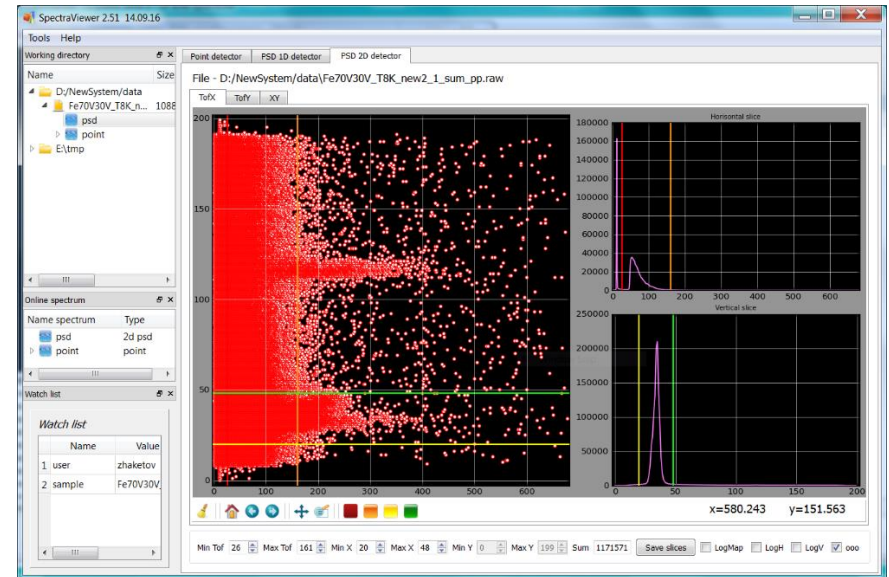 SpectraViewer 2.51 14.09.16
Tools Help
Working directory
Name Size
D:/NewSystem/data
Fe70V30V_T8K_n... 1088
psd
point
E:\tmp
Online spectrum
Name spectrum Type
psd 2d psd
point point
Watch list
Watch list
Name Value
1 user zhaketov
2 sample Fe70V30V_
Point detector PSD 1D detector PSD 2D detector
File - D:/NewSystem/data\Fe70V30V_T8K_new2_1_sum_pp.raw
TofX TofY XY
200
150
100
50
0
0 100 200 300 400 500 600
Horisontal slice
180000
160000
140000
120000
100000
80000
60000
40000
20000
0
0 100 200 300 400 500 600
Vertical slice
250000
200000
150000
100000
50000
0
0 50 100 150 200
x=580.243 y=151.563
Min Tof 26 Max Tof 161 Min X 20 Max X 48 Min Y 0 Max Y 199 Sum 1171571 Save slices LogMap LogH LogV ooo